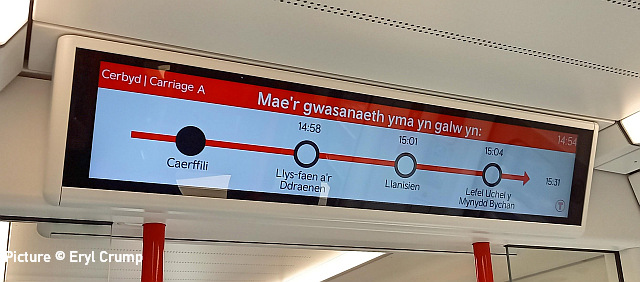 Cerbyd | Carriage A
Mae'r gwasanaeth yma yn galw yn:
14:54
14:58
15:01
15:04
15:31
Caerffili
Llys-faen a'r
Ddraenen
Llanisien
Lefel Uchel y
Mynydd Bychan
Picture © Eryl Crump